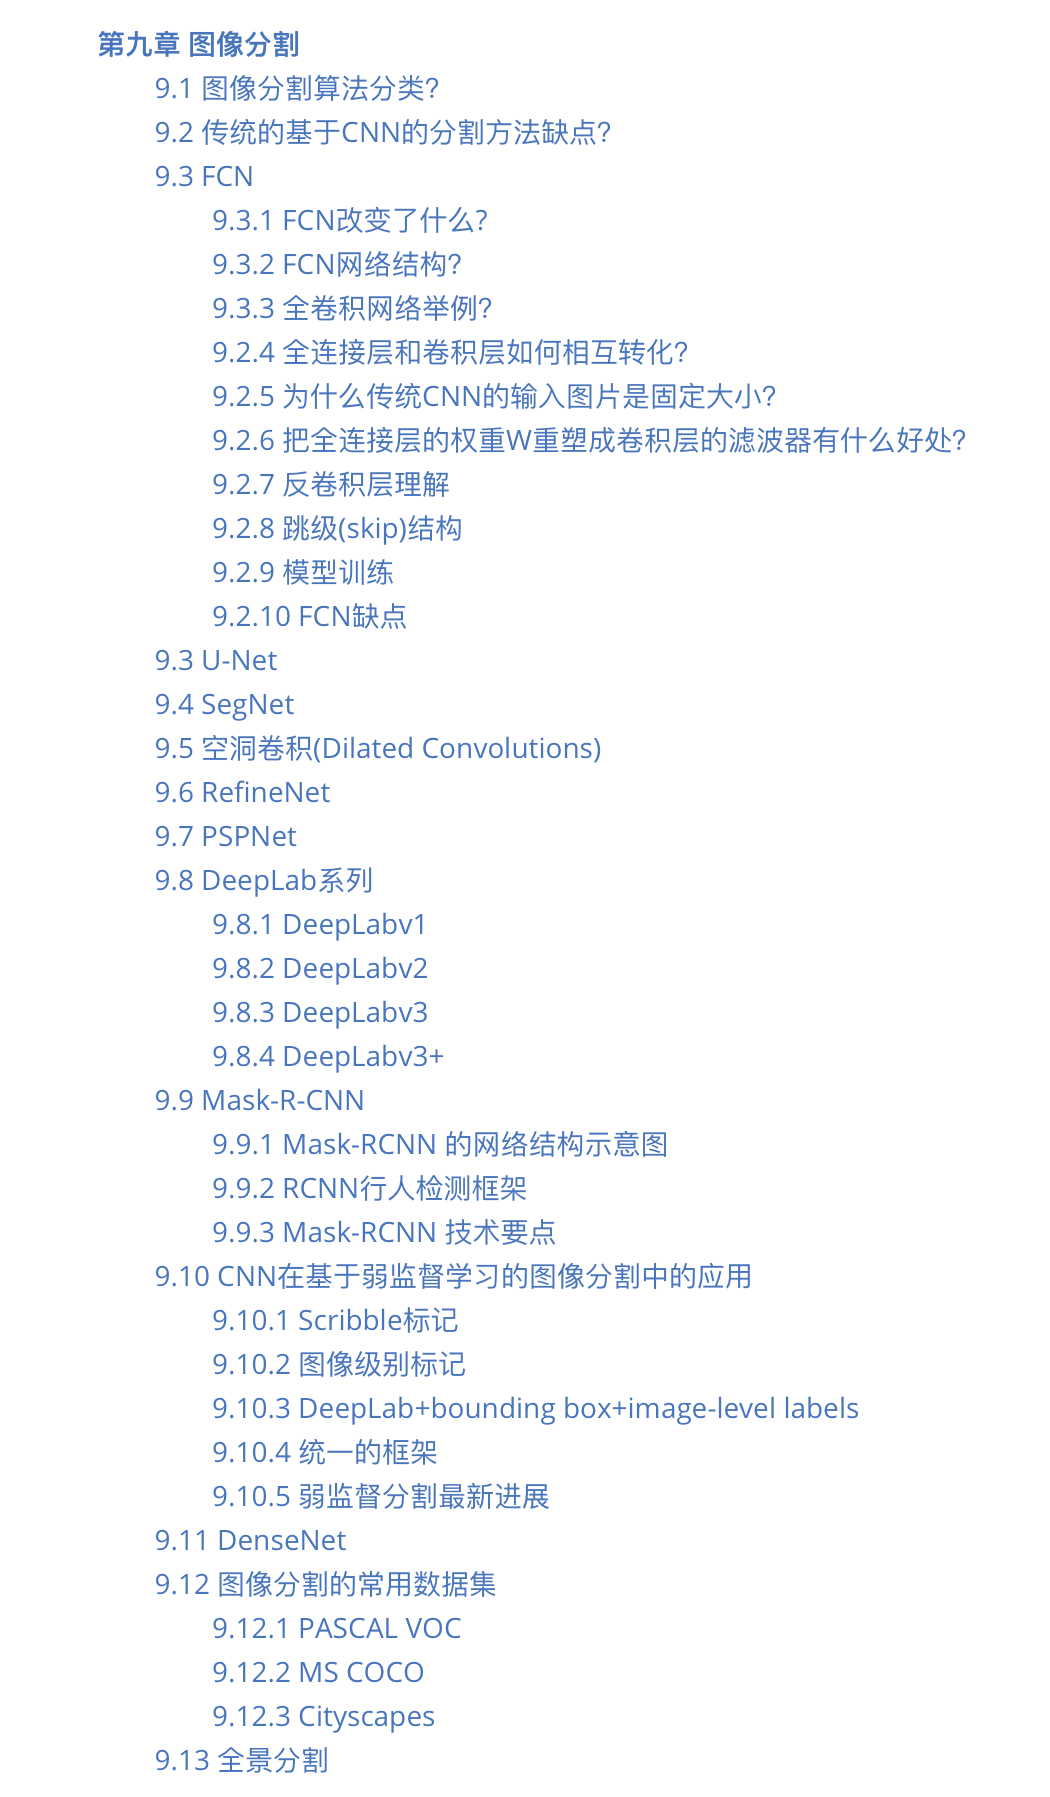 第九章 图像分割
9.1 图像分割算法分类?
9.2 传统的基于CNN的分割方法缺点?
9.3 FCN
9.3.1 FCN改变了什么?
9.3.2 FCN网络结构?
9.3.3 全卷积网络举例?
9.2.4 全连接层和卷积层如何相互转化?
9.2.5 为什么传统CNN的输入图片是固定大小?
9.2.6 把全连接层的权重W重塑成卷积层的滤波器有什么好处?
9.2.7 反卷积层理解
9.2.8 跳级(skip)结构
9.2.9 模型训练
9.2.10 FCN缺点
9.3 U-Net
9.4 SegNet
9.5 空洞卷积(Dilated Convolutions)
9.6 RefineNet
9.7 PSPNet
9.8 DeepLab系列
9.8.1 DeepLabv1
9.8.2 DeepLabv2
9.8.3 DeepLabv3
9.8.4 DeepLabv3+
9.9 Mask-R-CNN
9.9.1 Mask-RCNN 的网络结构示意图
9.9.2 RCNN行人检测框架
9.9.3 Mask-RCNN 技术要点
9.10 CNN在基于弱监督学习的图像分割中的应用
9.10.1 Scribble标记
9.10.2 图像级别标记
9.10.3 DeepLab+bounding box+image-level labels
9.10.4 统一的框架
9.10.5 弱监督分割最新进展
9.11 DenseNet
9.12 图像分割的常用数据集
9.12.1 PASCAL VOC
9.12.2 MS COCO
9.12.3 Cityscapes
9.13 全景分割